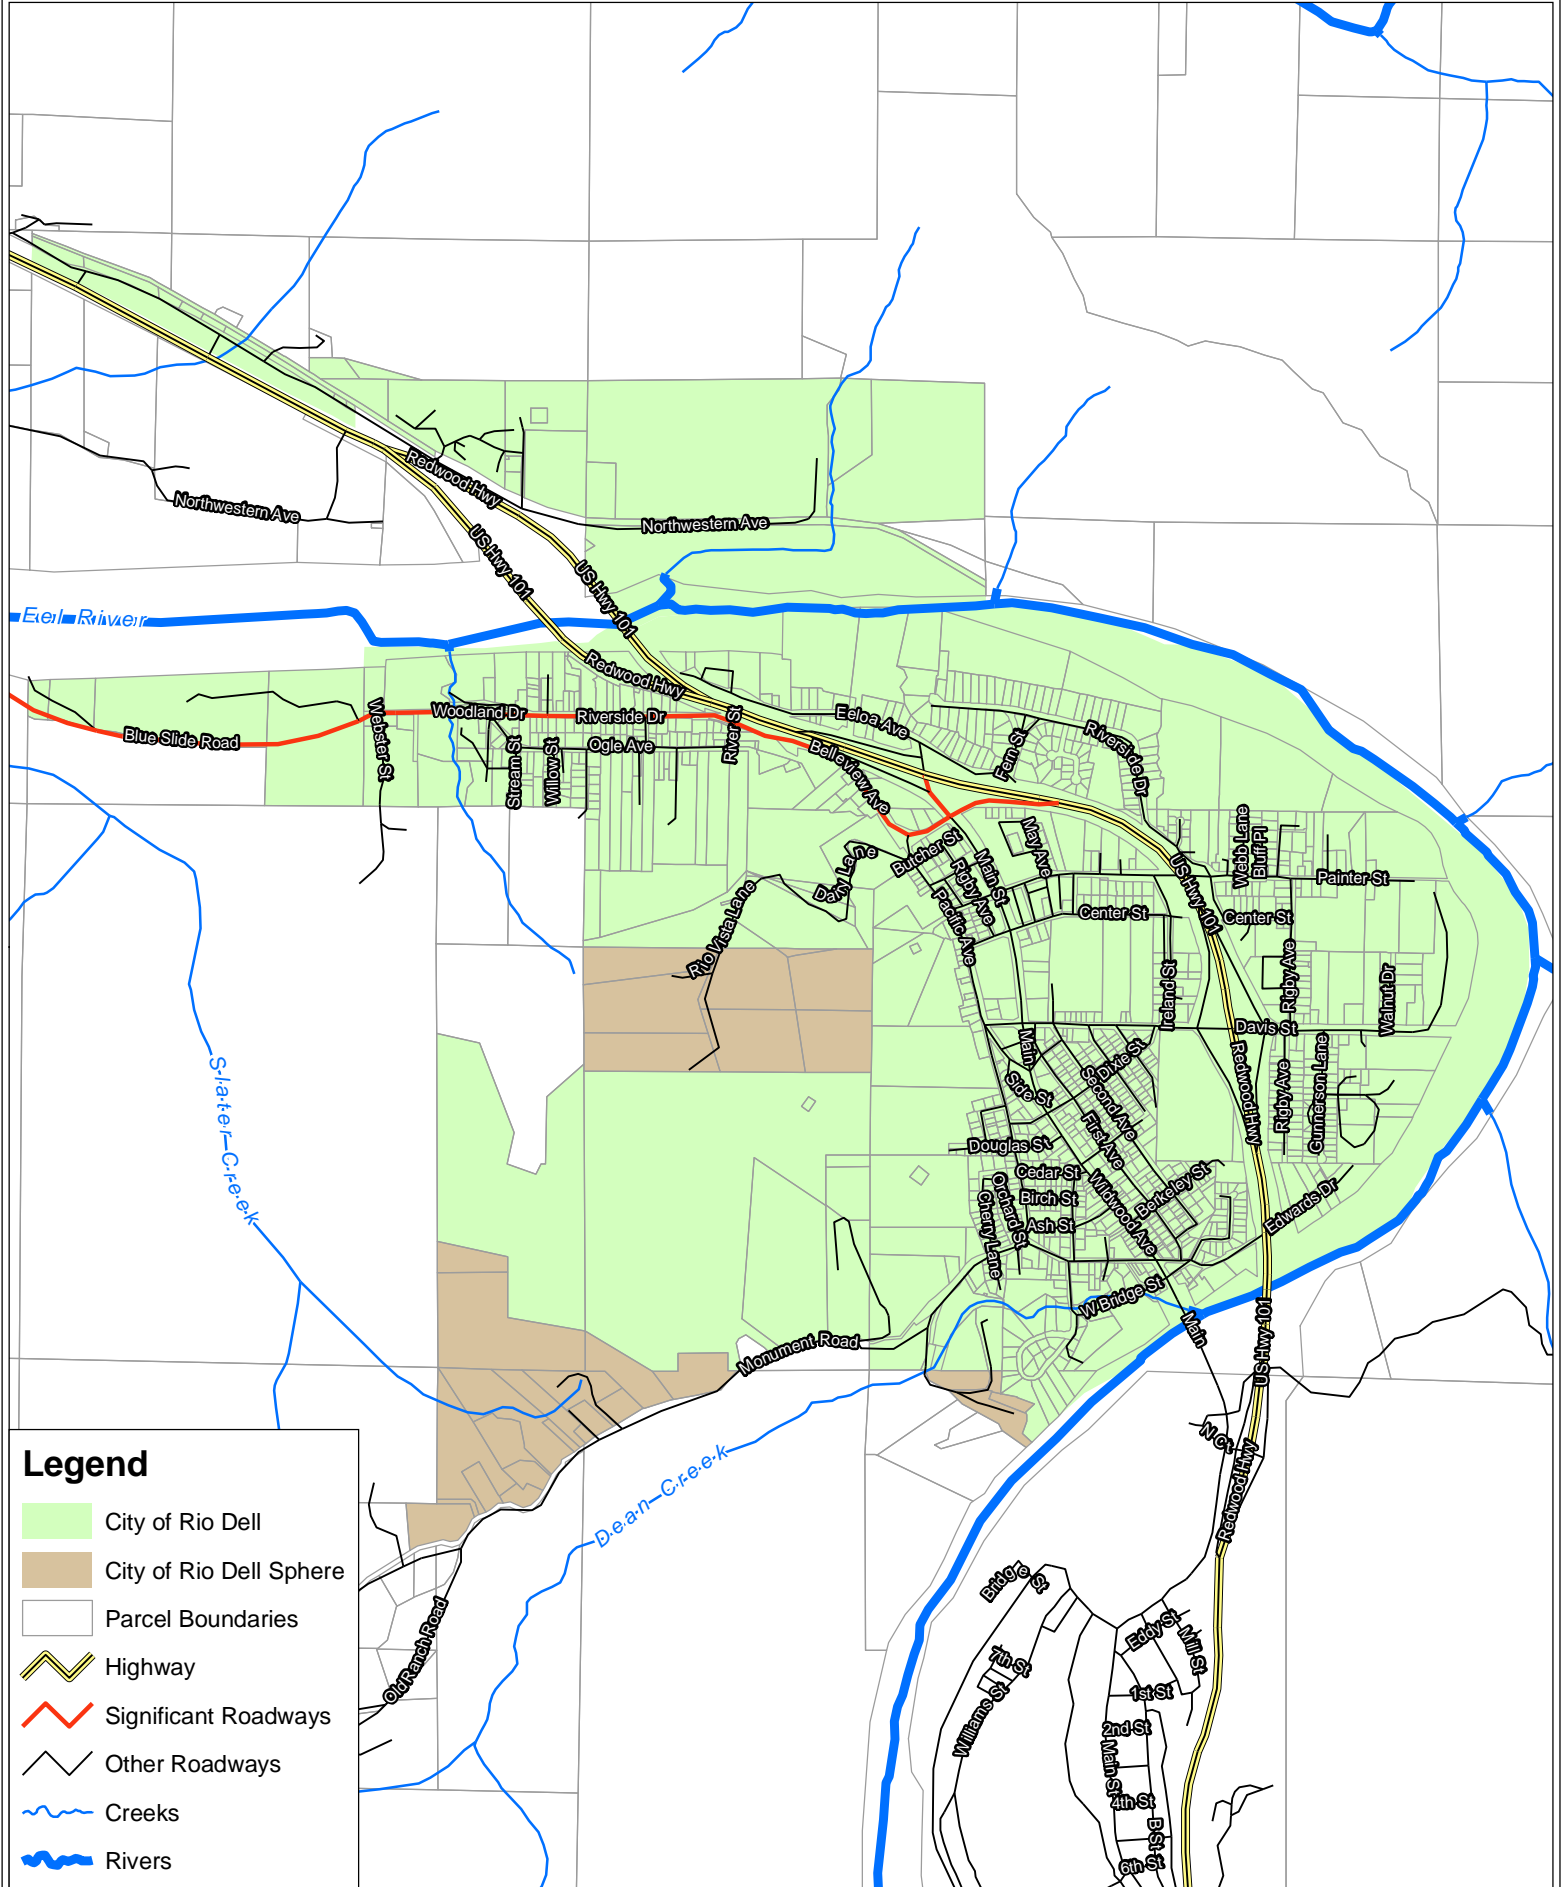 Redwood Hwy
Northwestern Ave
Northwestern Ave
US Hwy 101
US Hwy 101
Eel River
Redwood Hwy
Woodland Dr
Riverside Dr
Eeloa Ave
Webster St
Blue Slide Road
Ogle Ave
River St
Stream St
Willow St
Belleview Ave
Fern St
Riverside Dr
Butcher St
Main St
May Ave
Webb Lane
Bluff Pl
Dairy Lane
Rigby Ave
US Hwy 101
Painter St
Rio Vista Lane
Pacific Ave
Center St
Center St
Ireland St
Rigby Ave
Walnut Dr
Davis St
Main
Slater Creek
Side St
Dixie St
Second Ave
Redwood Hwy
Rigby Ave
Gunnerson Lane
First Ave
Douglas St
Cedar St
Orchard St
Cherry Lane
Birch St
Ash St
Wildwood Ave
Berkeley St
Edwards Dr
W Bridge St
Main
US Hwy 101
Monument Road
Dean Creek
N Ct
Redwood Hwy
Legend
City of Rio Dell
City of Rio Dell Sphere
Parcel Boundaries
Highway
Significant Roadways
Other Roadways
Creeks
Rivers
Old Ranch Road
Bridge St
Eddy St
Mill St
7th St
Williams St
1st St
2nd St
Main St
4th St
B St
6th St